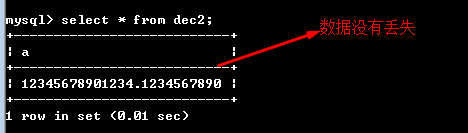 mysql> select * from dec2;
数据没有丢失
+---------------------------+
| a                         |
+---------------------------+
| 12345678901234.1234567890 |
+---------------------------+
1 row in set (0.01 sec)